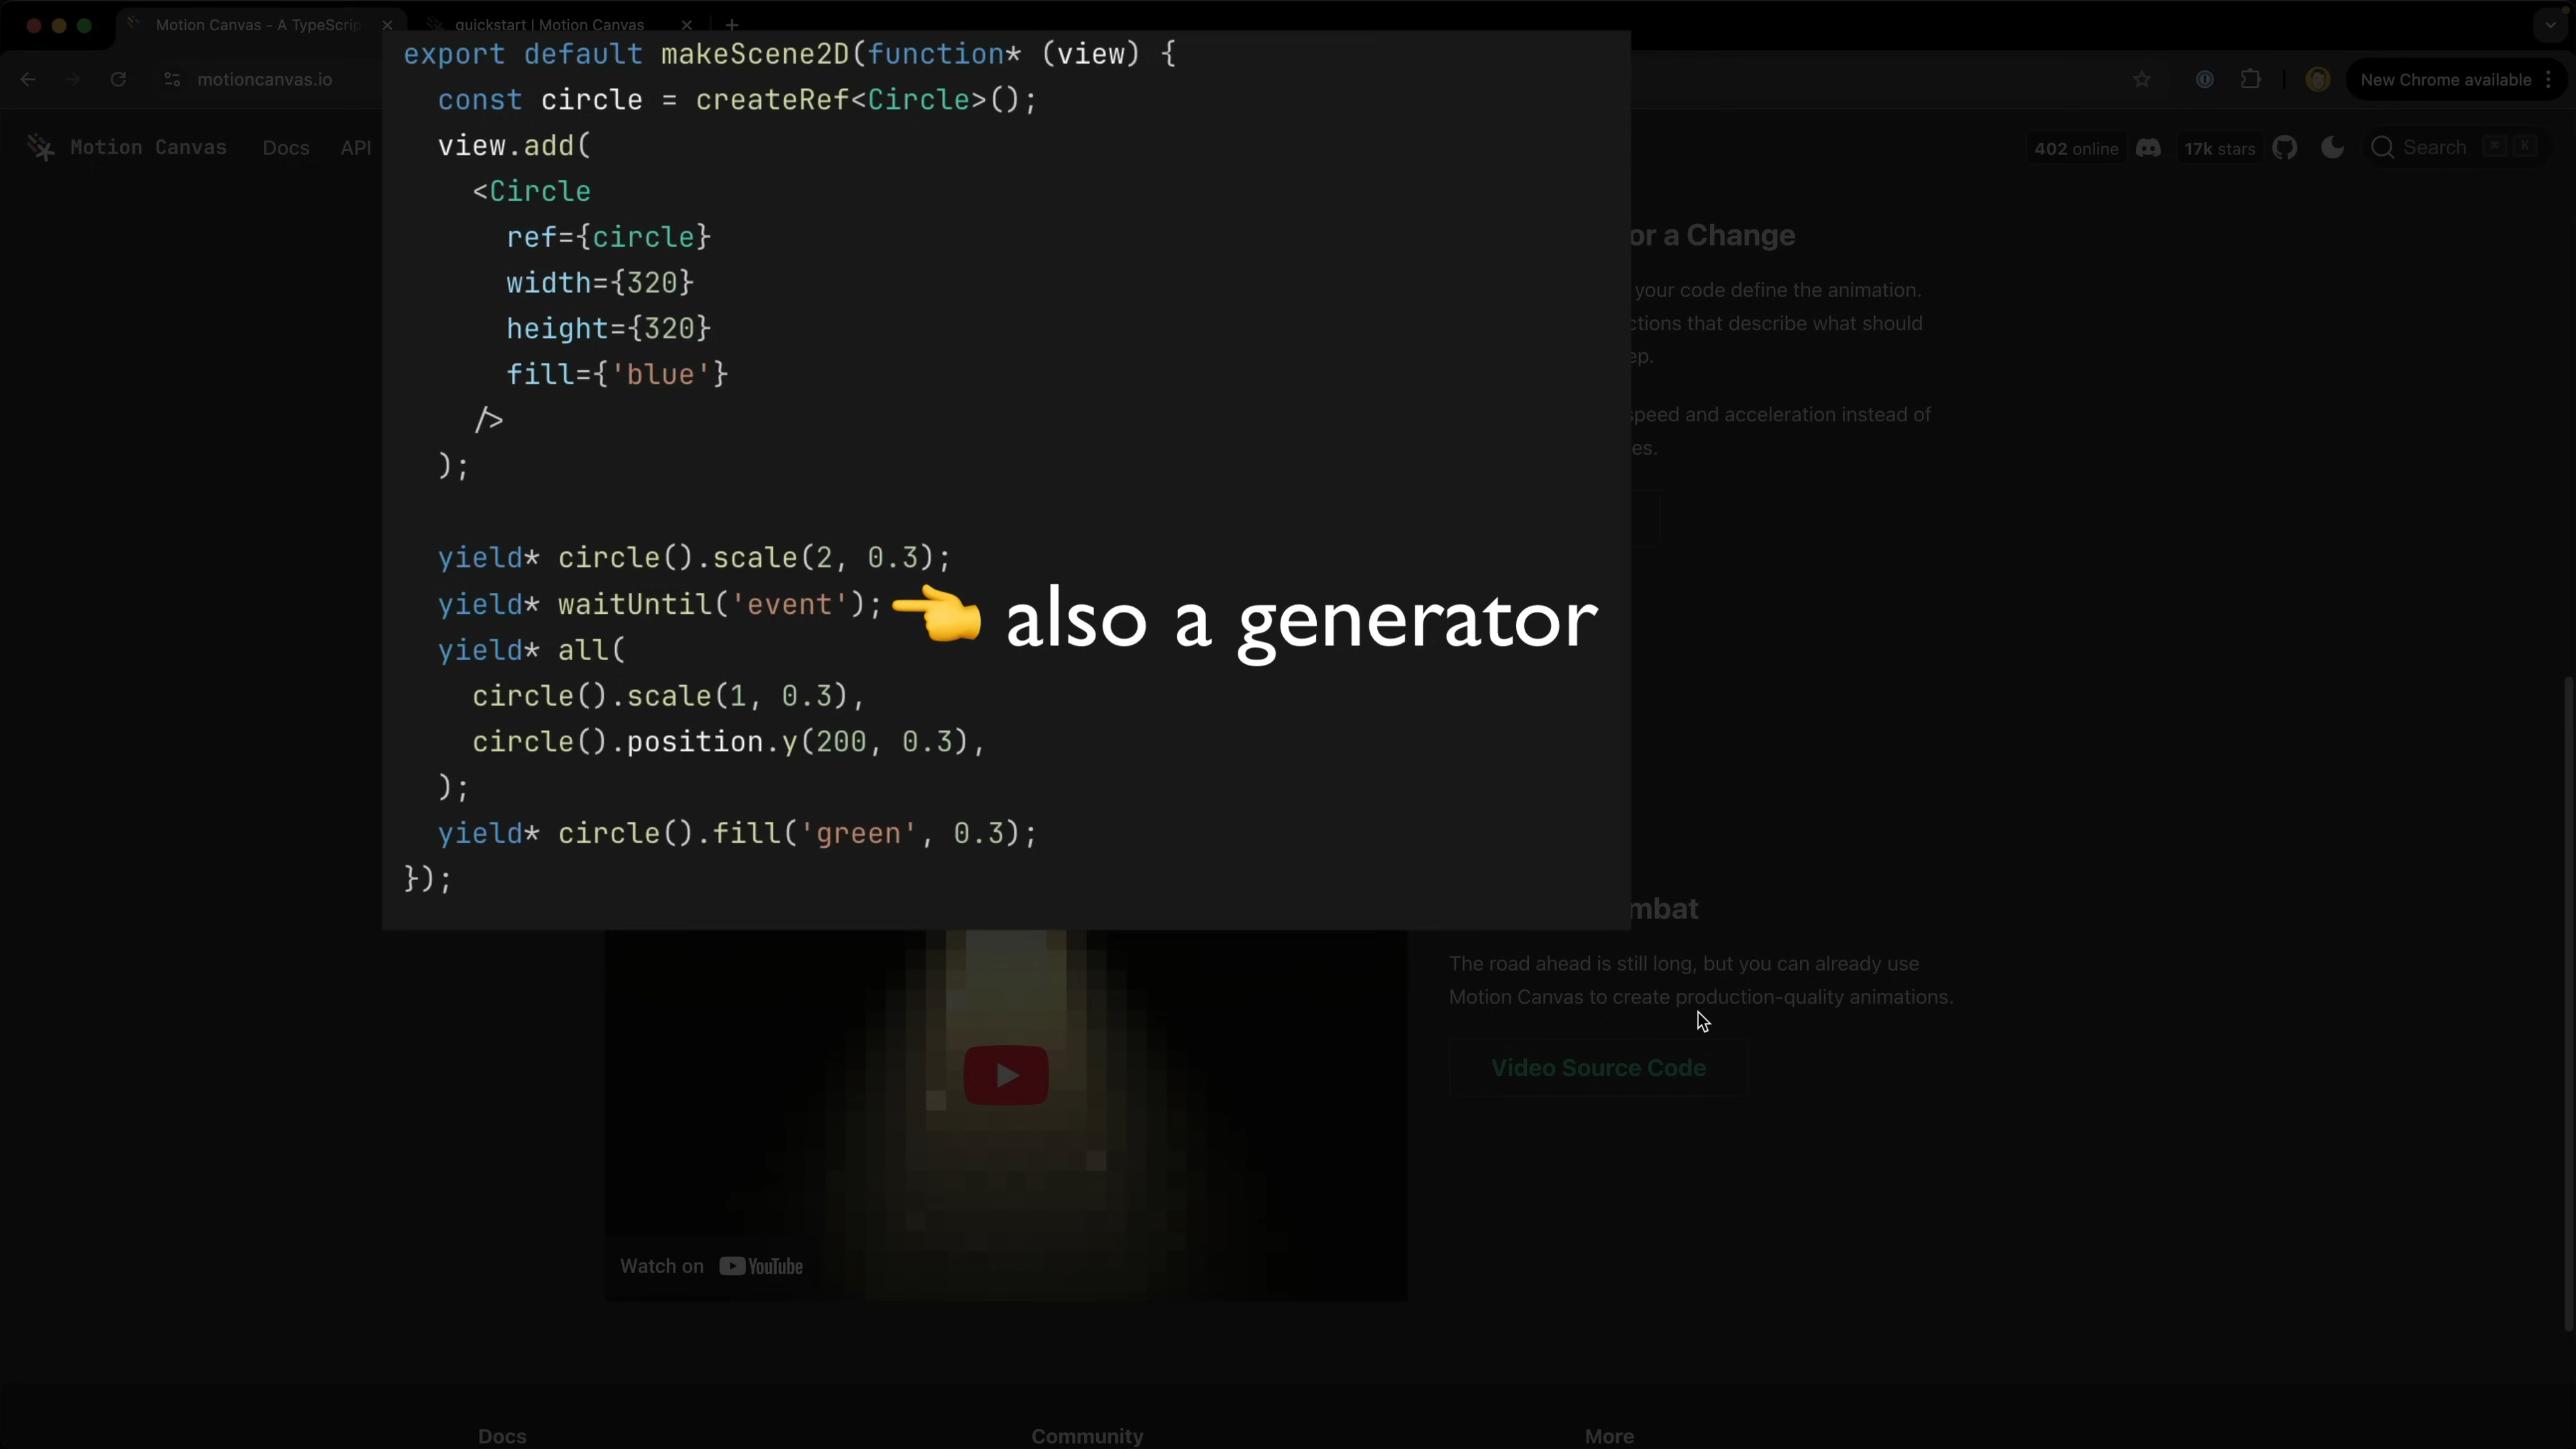 Motion Canvas - A TypeScrip
quickstart | Motion Canvas
motioncanvas.io
New Chrome available
Motion Canvas
Docs
API
402 online
17k stars
Search
⌘ K
export default makeScene2D(function* (view) {
const circle = createRef<Circle>();
view.add(
<Circle
ref={circle}
width={320}
height={320}
fill={'blue'}
/>
);
yield* circle().scale(2, 0.3);
yield* waitUntil('event');
👈 also a generator
yield* all(
circle().scale(1, 0.3),
circle().position.y(200, 0.3),
);
yield* circle().fill('green', 0.3);
});
or a Change
your code define the animation.
ctions that describe what should
ep.
speed and acceleration instead of
es.
mbat
The road ahead is still long, but you can already use
Motion Canvas to create production-quality animations.
Video Source Code
Watch on YouTube
Docs
Community
More